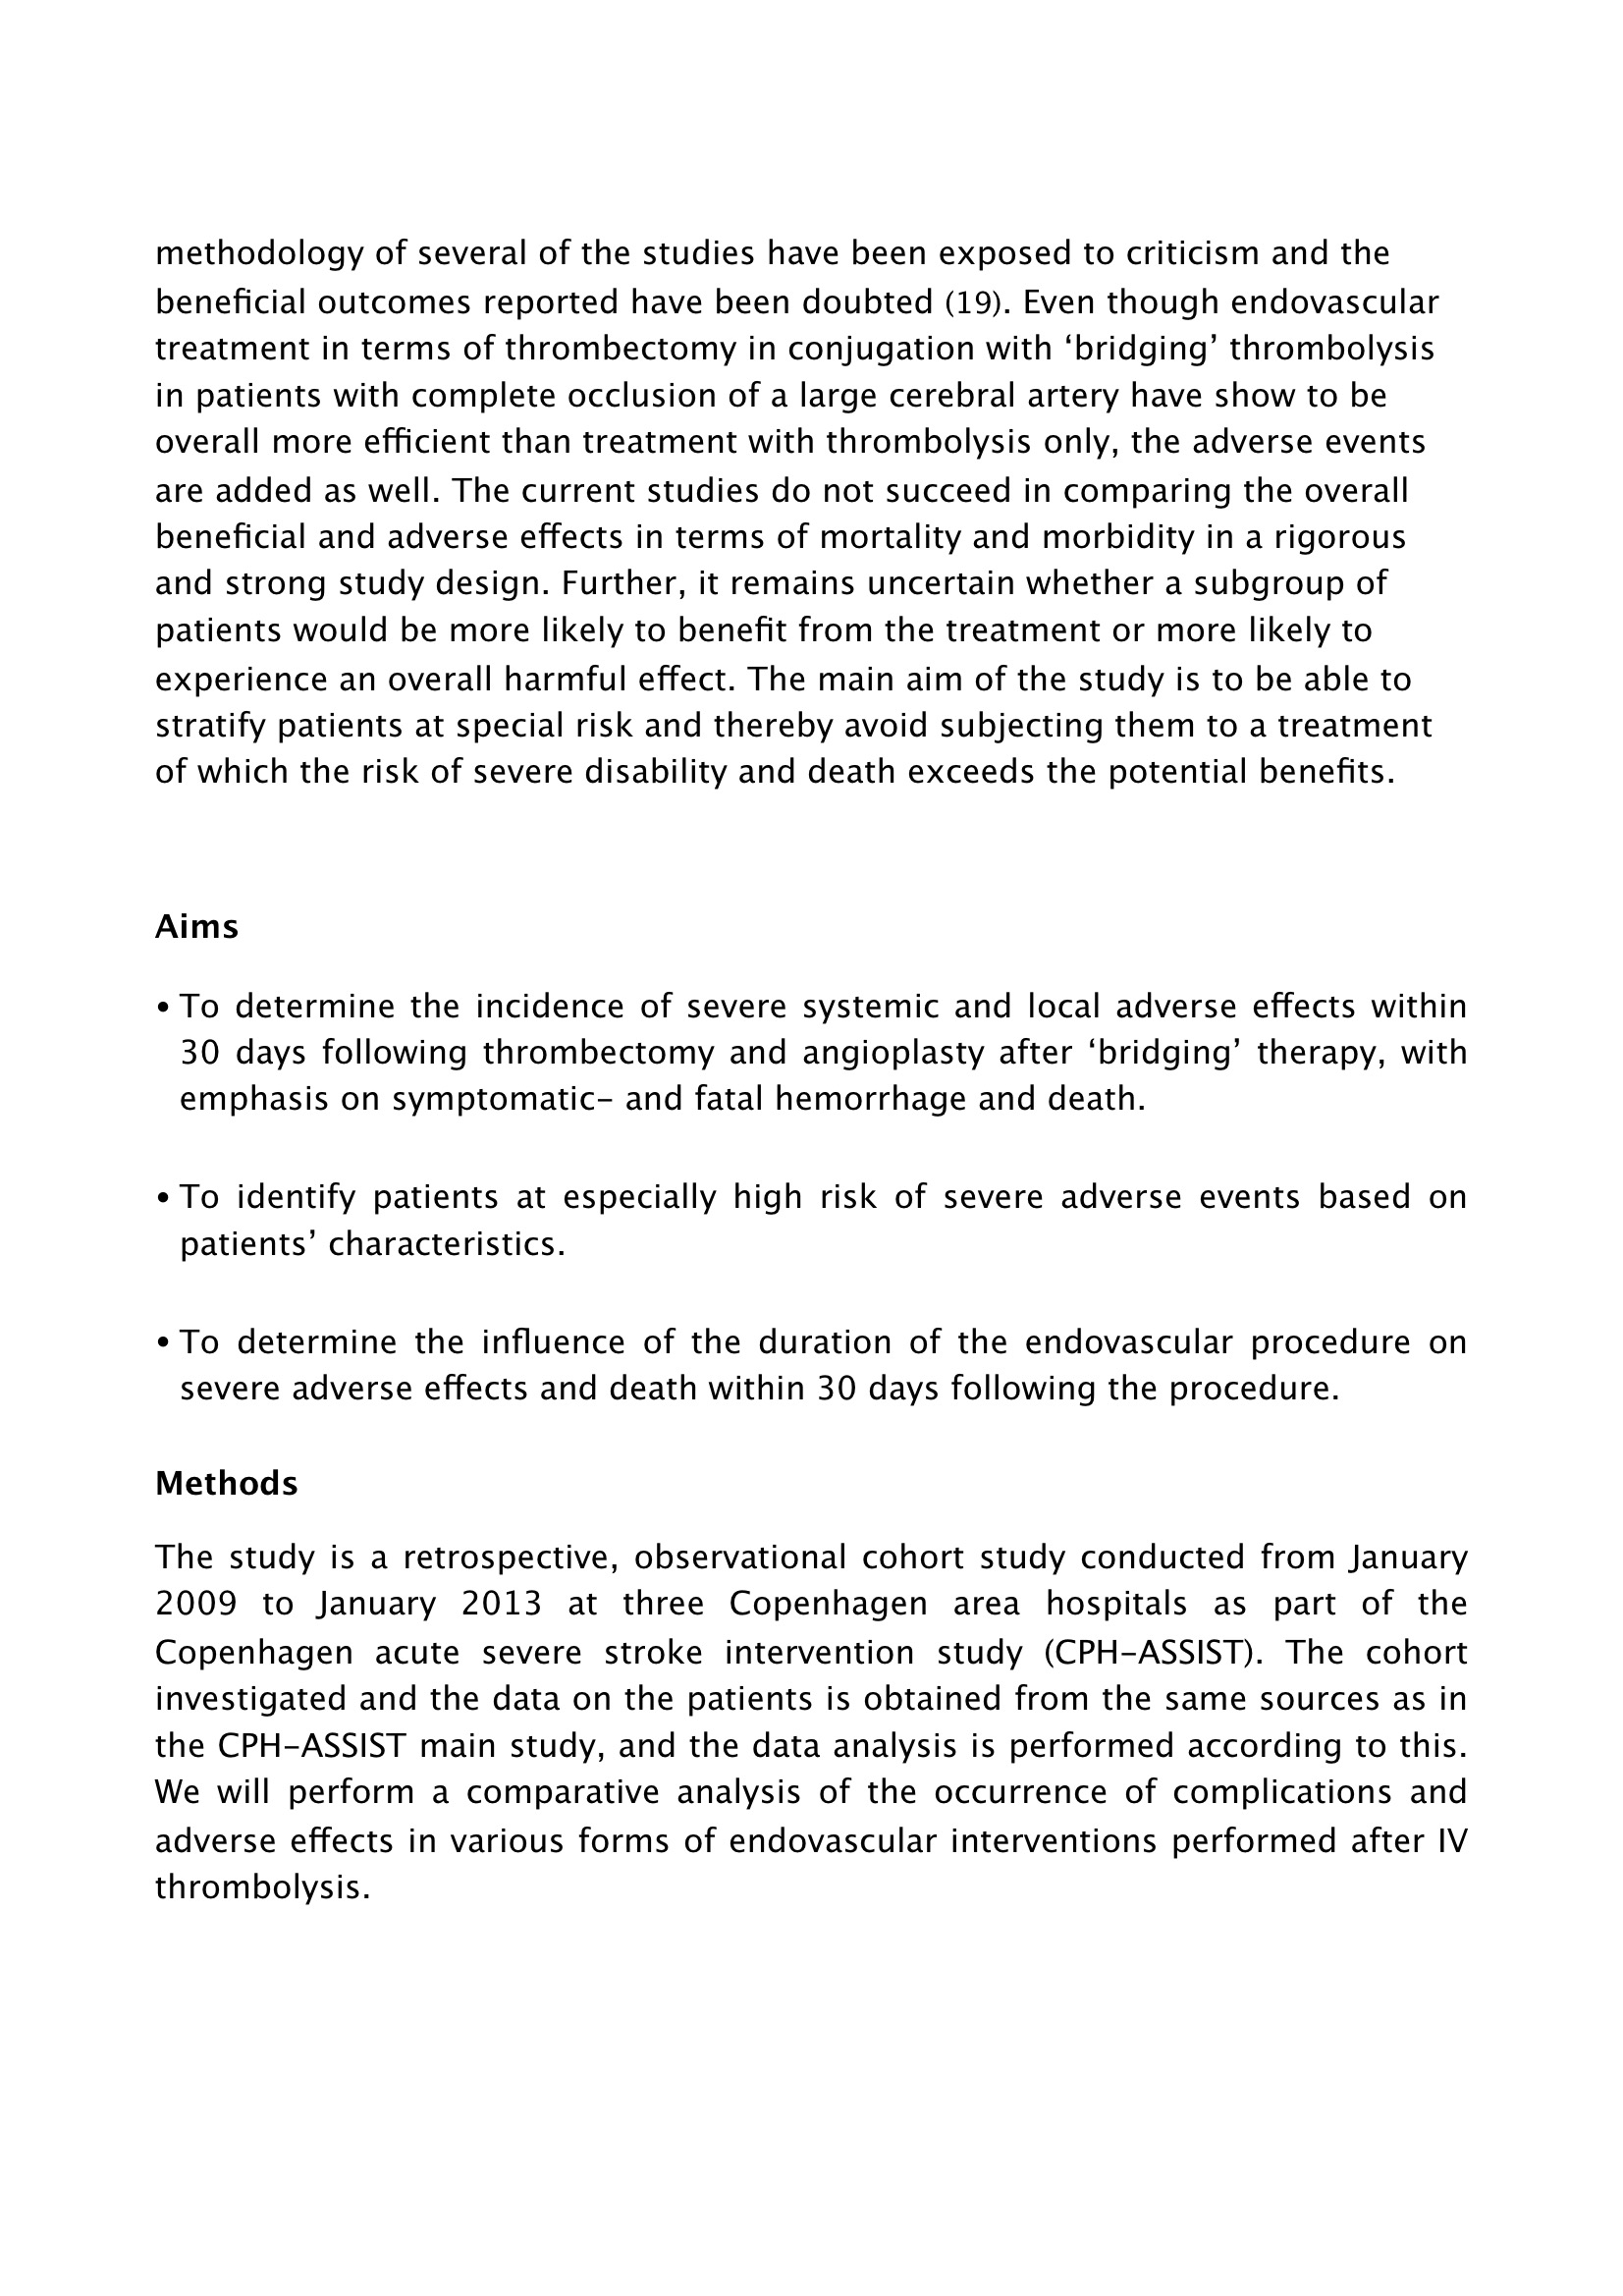 methodology of several of the studies have been exposed to criticism and the
beneficial outcomes reported have been doubted (19). Even though endovascular
treatment in terms of thrombectomy in conjugation with ‘bridging’ thrombolysis
in patients with complete occlusion of a large cerebral artery have show to be
overall more efficient than treatment with thrombolysis only, the adverse events
are added as well. The current studies do not succeed in comparing the overall
beneficial and adverse effects in terms of mortality and morbidity in a rigorous
and strong study design. Further, it remains uncertain whether a subgroup of
patients would be more likely to benefit from the treatment or more likely to
experience an overall harmful effect. The main aim of the study is to be able to
stratify patients at special risk and thereby avoid subjecting them to a treatment
of which the risk of severe disability and death exceeds the potential benefits.
Aims
• To determine the incidence of severe systemic and local adverse effects within
30 days following thrombectomy and angioplasty after ‘bridging’ therapy, with
emphasis on symptomatic- and fatal hemorrhage and death.
• To identify patients at especially high risk of severe adverse events based on
patients’ characteristics.
• To determine the influence of the duration of the endovascular procedure on
severe adverse effects and death within 30 days following the procedure.
Methods
The study is a retrospective, observational cohort study conducted from January
2009 to January 2013 at three Copenhagen area hospitals as part of the
Copenhagen acute severe stroke intervention study (CPH-ASSIST). The cohort
investigated and the data on the patients is obtained from the same sources as in
the CPH-ASSIST main study, and the data analysis is performed according to this.
We will perform a comparative analysis of the occurrence of complications and
adverse effects in various forms of endovascular interventions performed after IV
thrombolysis.